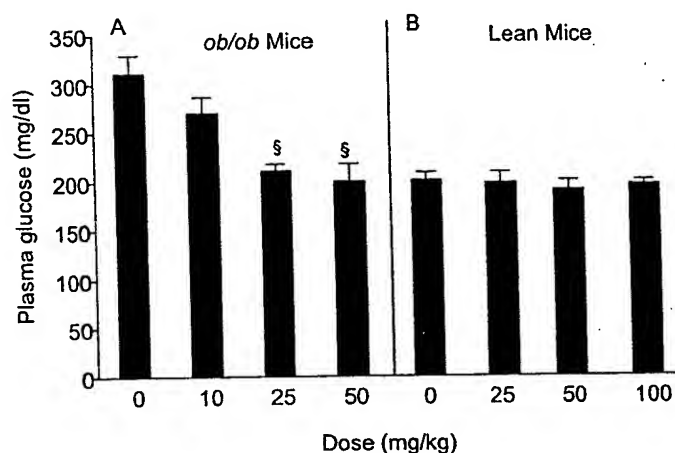 A
ob/ob Mice
B
Lean Mice
Plasma glucose (mg/dl)
350
300
250
200
150
100
50
0
§
§
0 10 25 50 0 25 50 100
Dose (mg/kg)